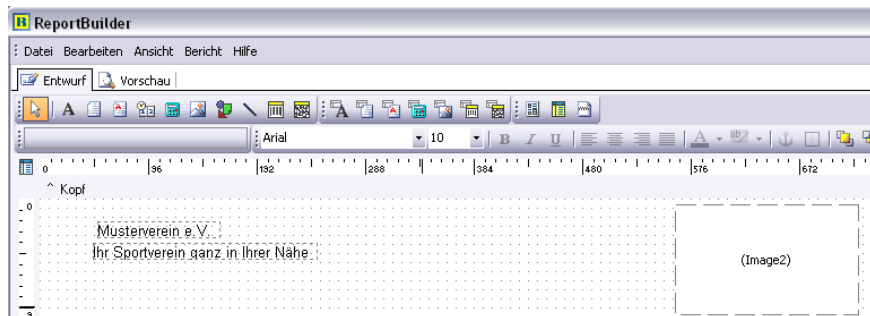 ReportBuilder
Datei Bearbeiten Ansicht Bericht Hilfe
Entwurf Vorschau
Arial 10 B I U A
0 96 192 288 384 480 576 672
^ Kopf
0
Musterverein e.V.
Ihr Sportverein ganz in Ihrer Nähe
(Image2)